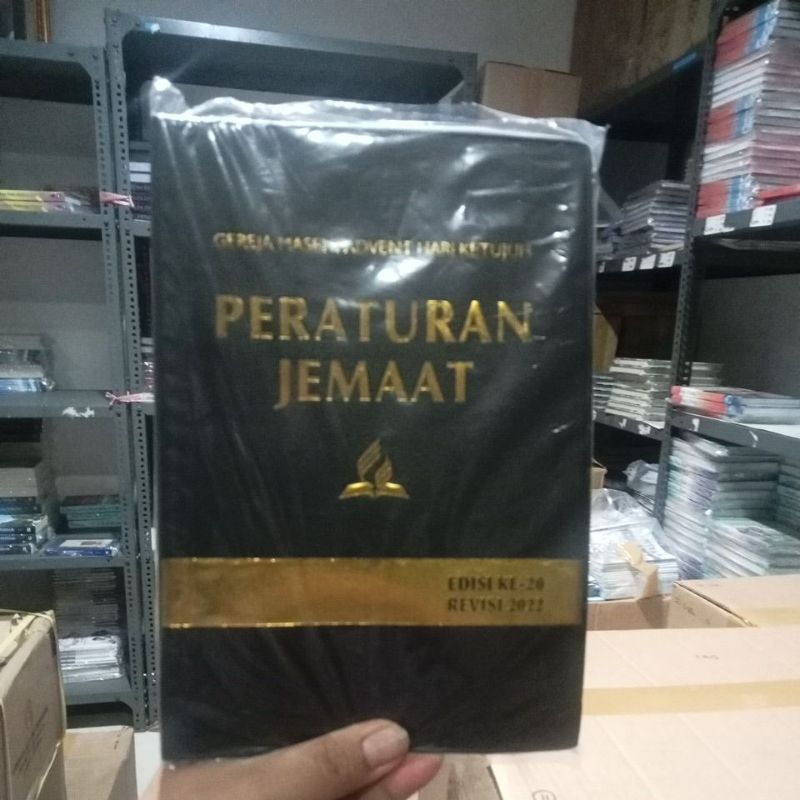 GEREJA MASEHI ADVENT HARI KETUJUH
PERATURAN
JEMAAT
EDISI KE-20
REVISI 2022